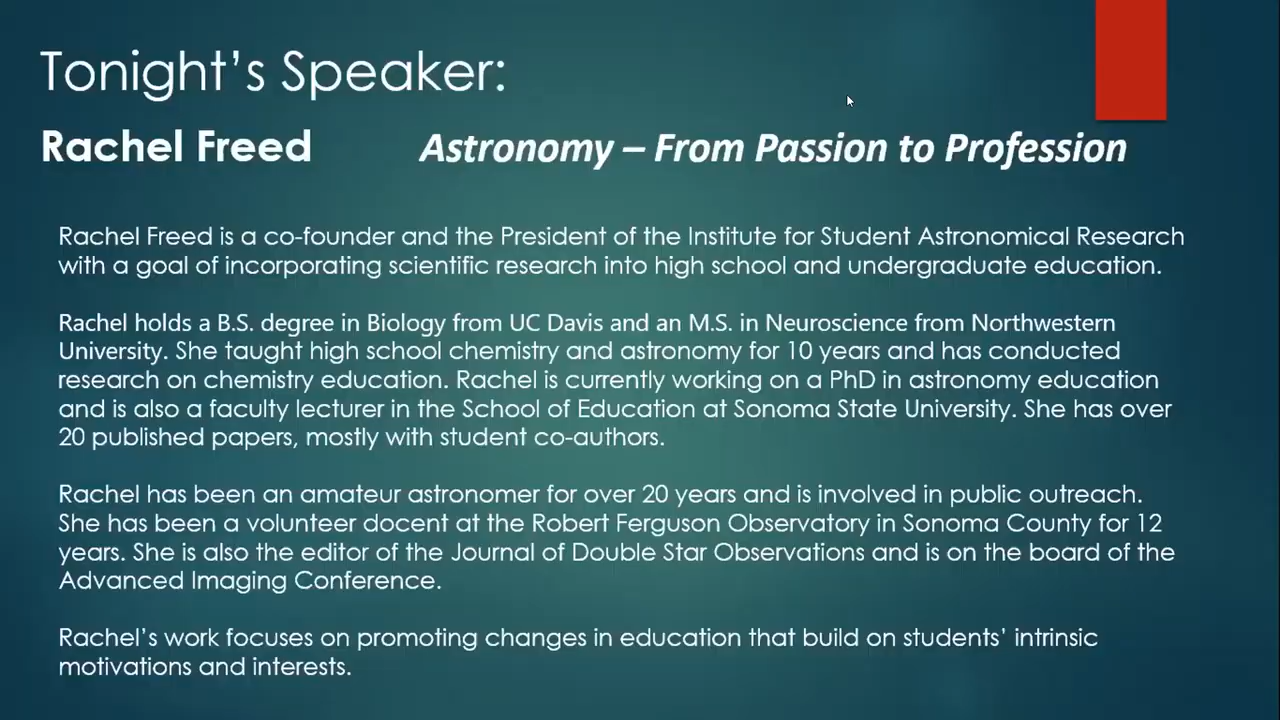 Tonight’s Speaker:
Rachel Freed Astronomy – From Passion to Profession
Rachel Freed is a co-founder and the President of the Institute for Student Astronomical Research
with a goal of incorporating scientific research into high school and undergraduate education.
Rachel holds a B.S. degree in Biology from UC Davis and an M.S. in Neuroscience from Northwestern
University. She taught high school chemistry and astronomy for 10 years and has conducted
research on chemistry education. Rachel is currently working on a PhD in astronomy education
and is also a faculty lecturer in the School of Education at Sonoma State University. She has over
20 published papers, mostly with student co-authors.
Rachel has been an amateur astronomer for over 20 years and is involved in public outreach.
She has been a volunteer docent at the Robert Ferguson Observatory in Sonoma County for 12
years. She is also the editor of the Journal of Double Star Observations and is on the board of the
Advanced Imaging Conference.
Rachel’s work focuses on promoting changes in education that build on students’ intrinsic
motivations and interests.